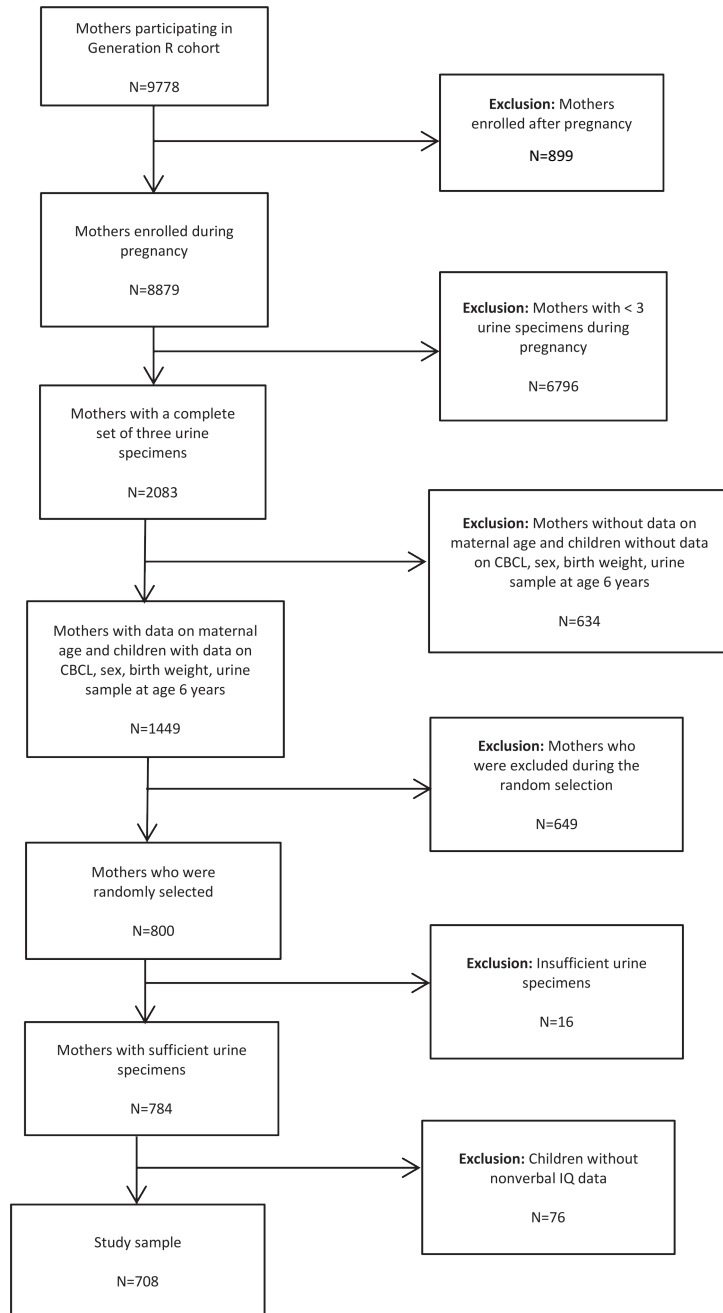 Mothers participating in
Generation R cohort
N=9778
Exclusion: Mothers
enrolled after pregnancy
N=899
Mothers enrolled during
pregnancy
N=8879
Exclusion: Mothers with < 3
urine specimens during
pregnancy
N=6796
Mothers with a complete
set of three urine
specimens
N=2083
Exclusion: Mothers without data on
maternal age and children without data
on CBCL, sex, birth weight, urine
sample at age 6 years
N=634
Mothers with data on maternal
age and children with data on
CBCL, sex, birth weight, urine
sample at age 6 years
N=1449
Exclusion: Mothers who
were excluded during the
random selection
N=649
Mothers who were
randomly selected
N=800
Exclusion: Insufficient urine
specimens
N=16
Mothers with sufficient urine
specimens
N=784
Exclusion: Children without
nonverbal IQ data
N=76
Study sample
N=708